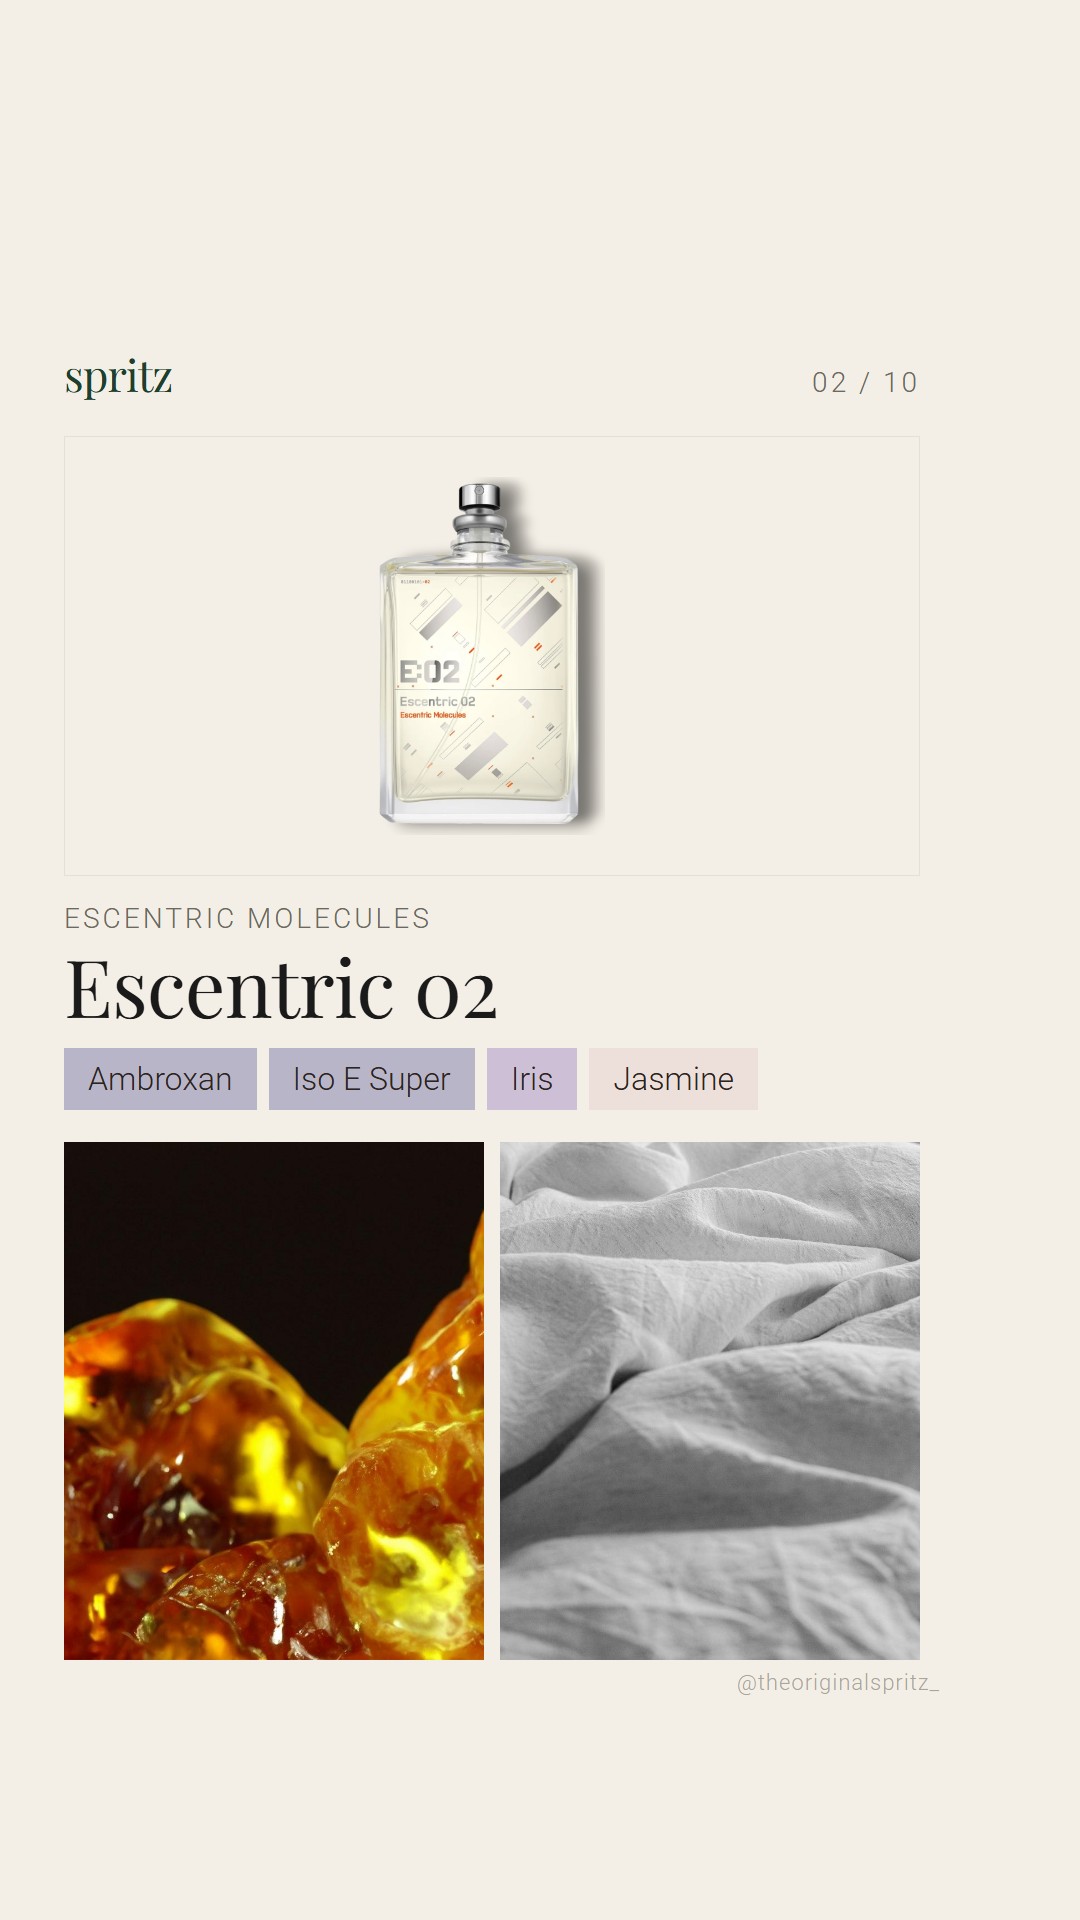 spritz
02 / 10
E:02
Escentric 02
Escentric Molecules
ESCENTRIC MOLECULES
Escentric 02
Ambroxan
Iso E Super
Iris
Jasmine
@theoriginalspritz_